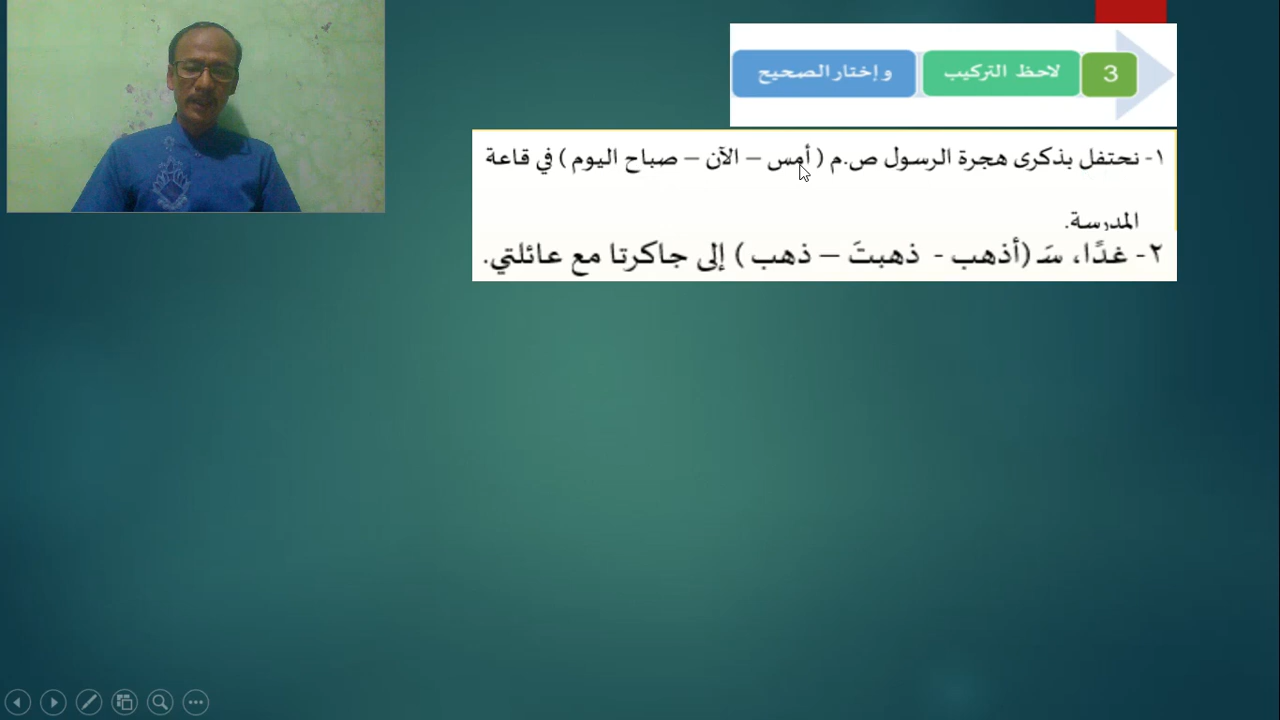 3 لاحظ التركيب و إختار الصحيح
١- نحتفل بذكرى هجرة الرسول ص.م ( أمس – الآن – صباح اليوم ) في قاعة
المدرسة.
٢- غدًا، سَـ (أذهب - ذهبتَ – ذهب ) إلى جاكرتا مع عائلتي.